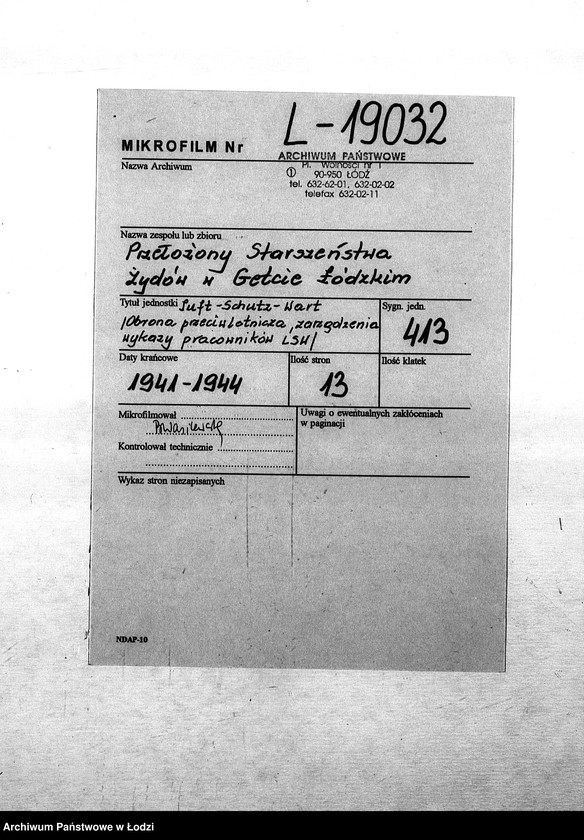 MIKROFILM Nr L-19032
Nazwa Archiwum
ARCHIWUM PAŃSTWOWE
Pl. Wolności nr 1
① 90-950 ŁÓDŹ
tel. 632-62-01, 632-02-02
telefax 632-02-11
Nazwa zespołu lub zbioru
Przełożony Starszeństwa
Żydów w Getcie Łódzkim
Tytuł jednostki Luft-Schutz-Wart
/Obrona przeciwlotnicza, zarządzenia
wykazy pracowników LSW/
Sygn. jedn.
413
Daty krańcowe
1941-1944
Ilość stron
13
Ilość klatek
Mikrofilmował
Kontrolował technicznie
Uwagi o ewentualnych zakłóceniach
w paginacji
Wykaz stron niezapisanych
NDAP-10
Archiwum Państwowe w Łodzi